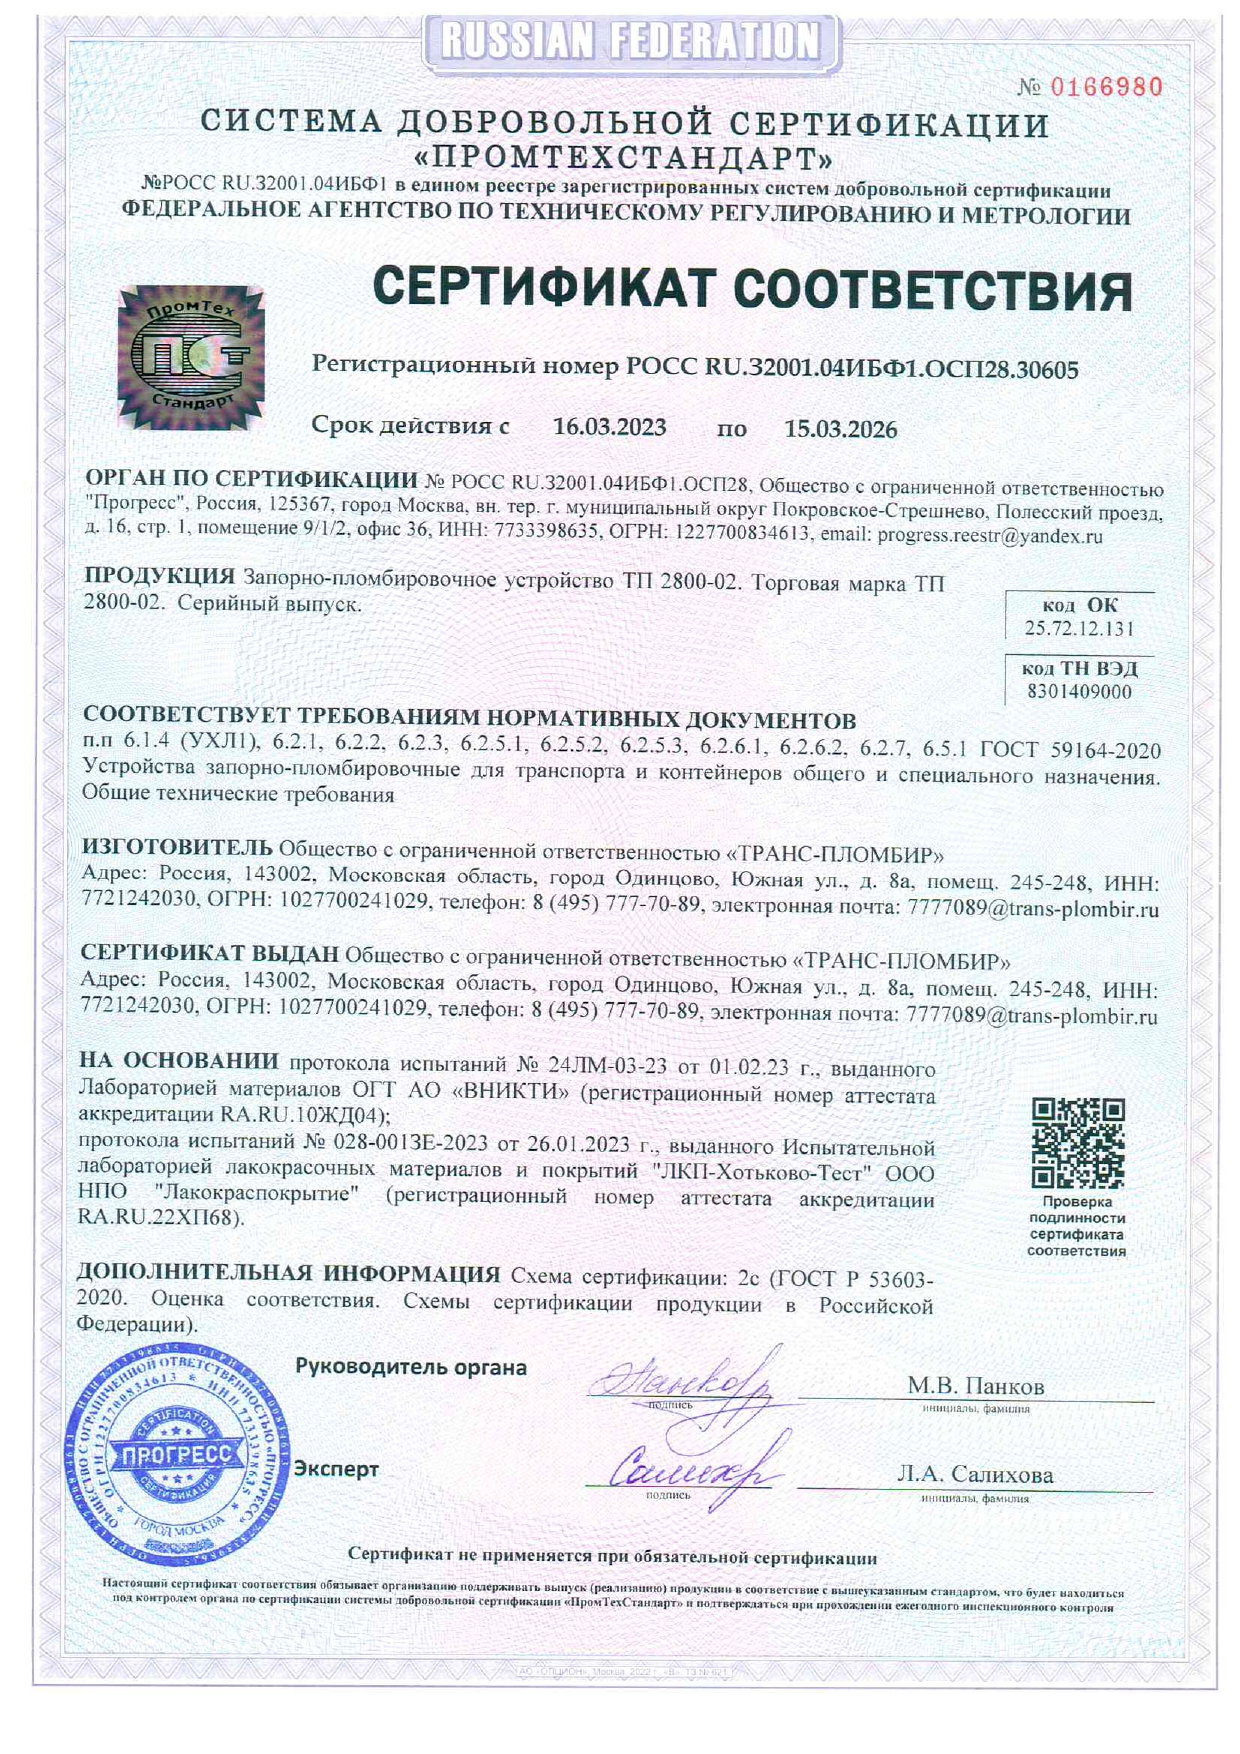 RUSSIAN FEDERATION
№ 0166980
СИСТЕМА ДОБРОВОЛЬНОЙ СЕРТИФИКАЦИИ
«ПРОМТЕХСТАНДАРТ»
№РОСС RU.32001.04ИБФ1 в едином реестре зарегистрированных систем добровольной сертификации
ФЕДЕРАЛЬНОЕ АГЕНТСТВО ПО ТЕХНИЧЕСКОМУ РЕГУЛИРОВАНИЮ И МЕТРОЛОГИИ
СЕРТИФИКАТ СООТВЕТСТВИЯ
ПромТех
ПСт
Стандарт
Регистрационный номер РОСС RU.32001.04ИБФ1.ОСП28.30605
Срок действия с 16.03.2023 по 15.03.2026
ОРГАН ПО СЕРТИФИКАЦИИ № РОСС RU.32001.04ИБФ1.ОСП28, Общество с ограниченной ответственностью
"Прогресс", Россия, 125367, город Москва, вн. тер. г. муниципальный округ Покровское-Стрешнево, Полесский проезд,
д. 16, стр. 1, помещение 9/1/2, офис 36, ИНН: 7733398635, ОГРН: 1227700834613, email: progress.reestr@yandex.ru
ПРОДУКЦИЯ Запорно-пломбировочное устройство ТП 2800-02. Торговая марка ТП
2800-02. Серийный выпуск.
код ОК
25.72.12.131
код ТН ВЭД
8301409000
СООТВЕТСТВУЕТ ТРЕБОВАНИЯМ НОРМАТИВНЫХ ДОКУМЕНТОВ
п.п 6.1.4 (УХЛ1), 6.2.1, 6.2.2, 6.2.3, 6.2.5.1, 6.2.5.2, 6.2.5.3, 6.2.6.1, 6.2.6.2, 6.2.7, 6.5.1 ГОСТ 59164-2020
Устройства запорно-пломбировочные для транспорта и контейнеров общего и специального назначения.
Общие технические требования
ИЗГОТОВИТЕЛЬ Общество с ограниченной ответственностью «ТРАНС-ПЛОМБИР»
Адрес: Россия, 143002, Московская область, город Одинцово, Южная ул., д. 8а, помещ. 245-248, ИНН:
7721242030, ОГРН: 1027700241029, телефон: 8 (495) 777-70-89, электронная почта: 7777089@trans-plombir.ru
СЕРТИФИКАТ ВЫДАН Общество с ограниченной ответственностью «ТРАНС-ПЛОМБИР»
Адрес: Россия, 143002, Московская область, город Одинцово, Южная ул., д. 8а, помещ. 245-248, ИНН:
7721242030, ОГРН: 1027700241029, телефон: 8 (495) 777-70-89, электронная почта: 7777089@trans-plombir.ru
НА ОСНОВАНИИ протокола испытаний № 24ЛМ-03-23 от 01.02.23 г., выданного
Лабораторией материалов ОГТ АО «ВНИКТИ» (регистрационный номер аттестата
аккредитации RA.RU.10ЖД04);
протокола испытаний № 028-001ЗЕ-2023 от 26.01.2023 г., выданного Испытательной
лабораторией лакокрасочных материалов и покрытий "ЛКП-Хотьково-Тест" ООО
НПО "Лакокраспокрытие" (регистрационный номер аттестата аккредитации
RA.RU.22ХП68).
Проверка
подлинности
сертификата
соответствия
ДОПОЛНИТЕЛЬНАЯ ИНФОРМАЦИЯ Схема сертификации: 2с (ГОСТ Р 53603-
2020. Оценка соответствия. Схемы сертификации продукции в Российской
Федерации).
Руководитель органа
Панков
подпись
М.В. Панков
инициалы, фамилия
Эксперт
Салихов
подпись
Л.А. Салихова
инициалы, фамилия
ОБЩЕСТВО С ОГРАНИЧЕННОЙ ОТВЕТСТВЕННОСТЬЮ «ПРОГРЕСС»
ОГРН 1227700834613 * ИНН 7733398635 *
CERTIFICATION
ПРОГРЕСС
СЕРТИФИКАЦИЯ
ГОРОД МОСКВА
Сертификат не применяется при обязательной сертификации
Настоящий сертификат соответствия обязывает организацию поддерживать выпуск (реализацию) продукции в соответствие с вышеуказанным стандартом, что будет находиться
под контролем органа по сертификации системы добровольной сертификации «ПромТехСтандарт» и подтверждаться при прохождении ежегодного инспекционного контроля
АО «ОПЦИОН», Москва, 2022 г., «В», ТЗ № 621